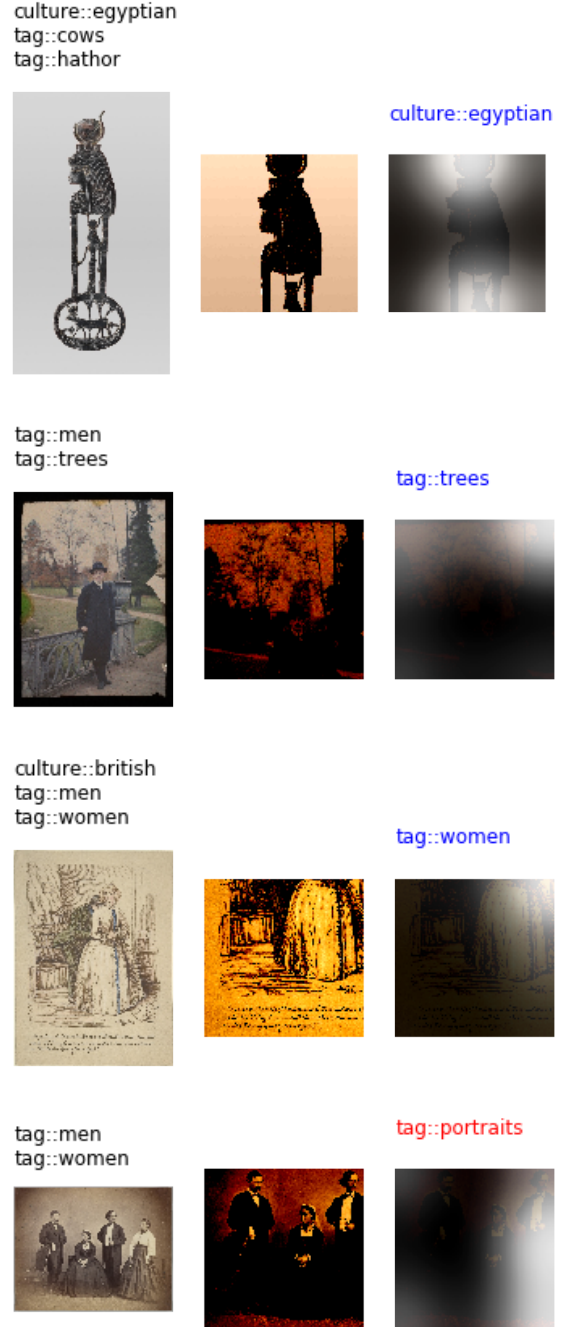 culture::egyptian
tag::cows
tag::hathor
culture::egyptian
tag::men
tag::trees
tag::trees
culture::british
tag::men
tag::women
tag::women
tag::men
tag::women
tag::portraits